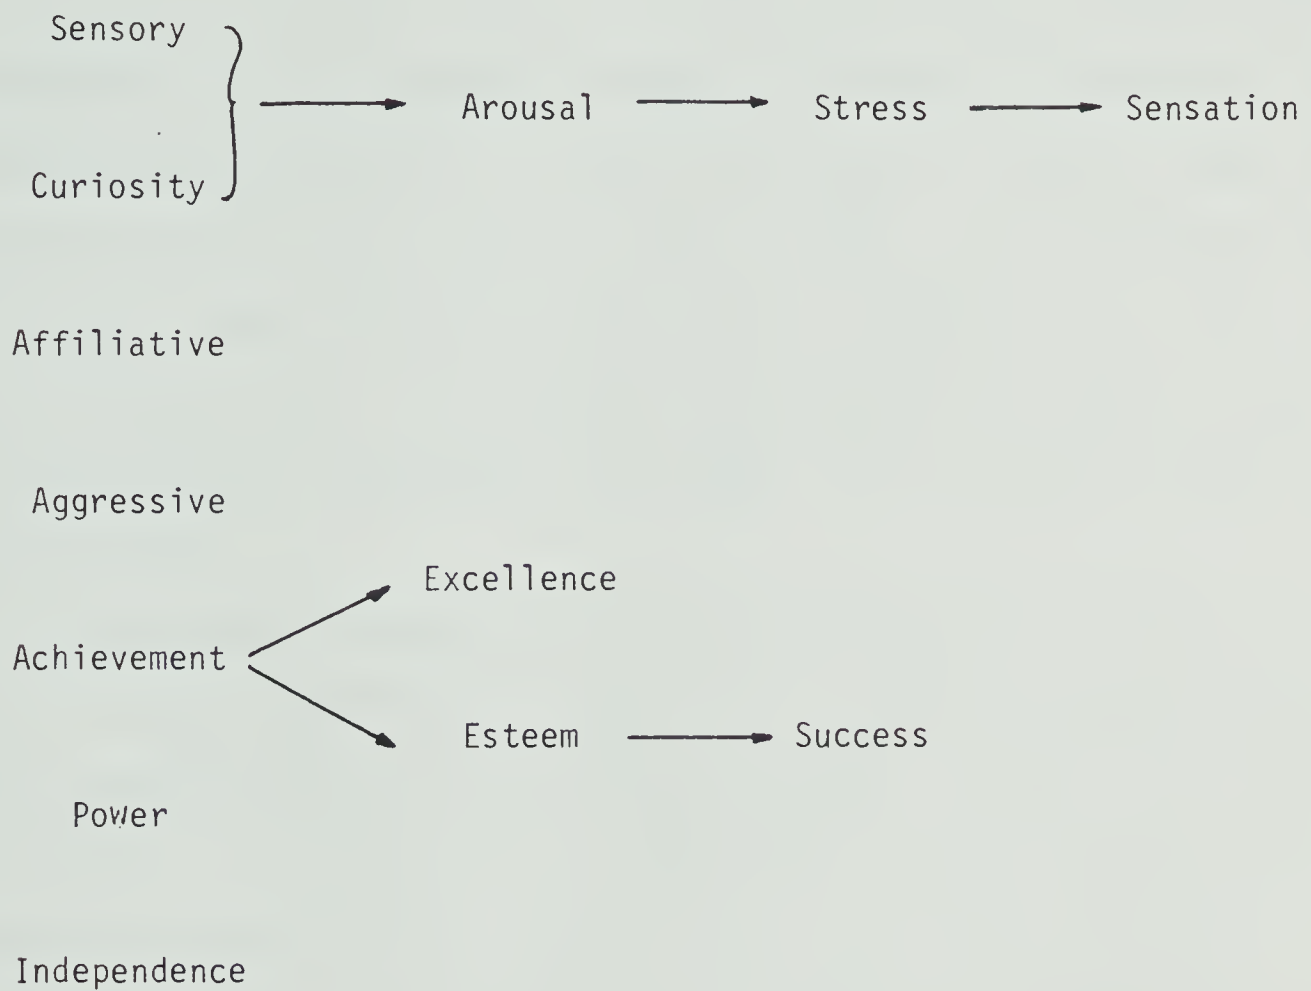 Sensory
Arousal Stress Sensation
Curiosity
Affiliative
Aggressive
Excellence
Achievement
Esteem Success
Power
Independence